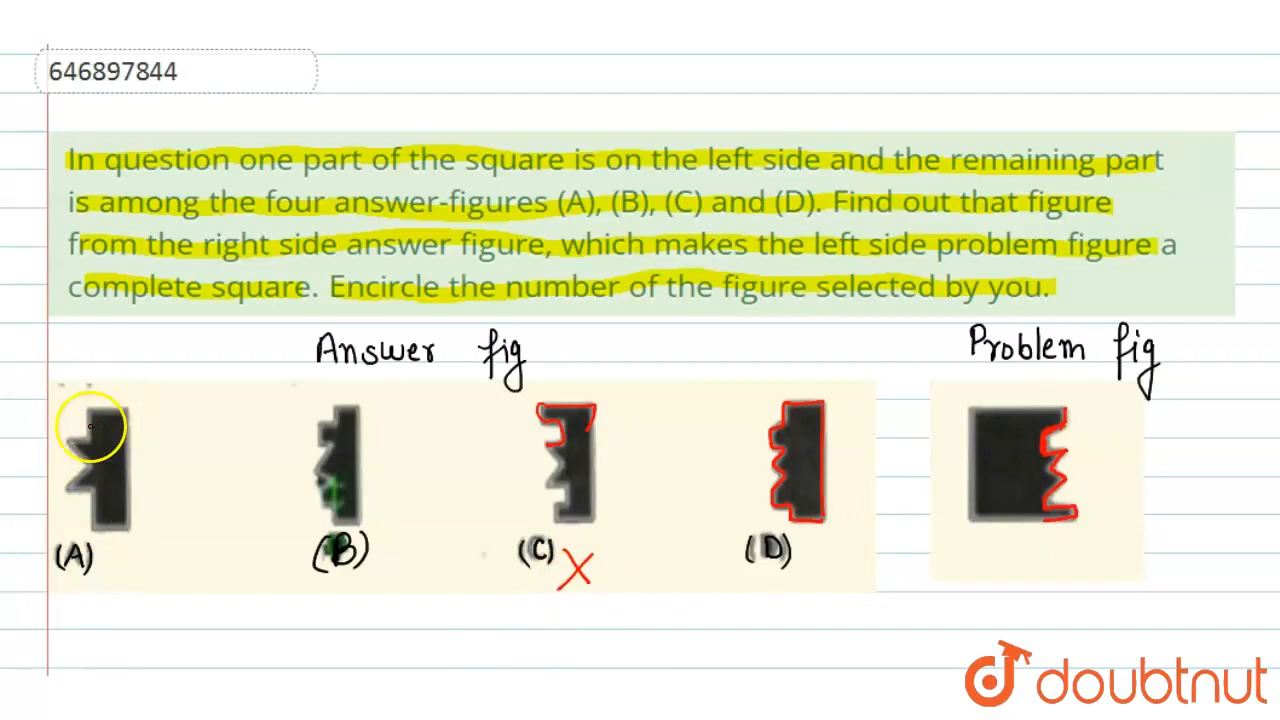 646897844
In question one part of the square is on the left side and the remaining part
is among the four answer-figures (A), (B), (C) and (D). Find out that figure
from the right side answer figure, which makes the left side problem figure a
complete square. Encircle the number of the figure selected by you.
Answer fig
Problem fig
(A) (B) (C) (D)
doubtnut